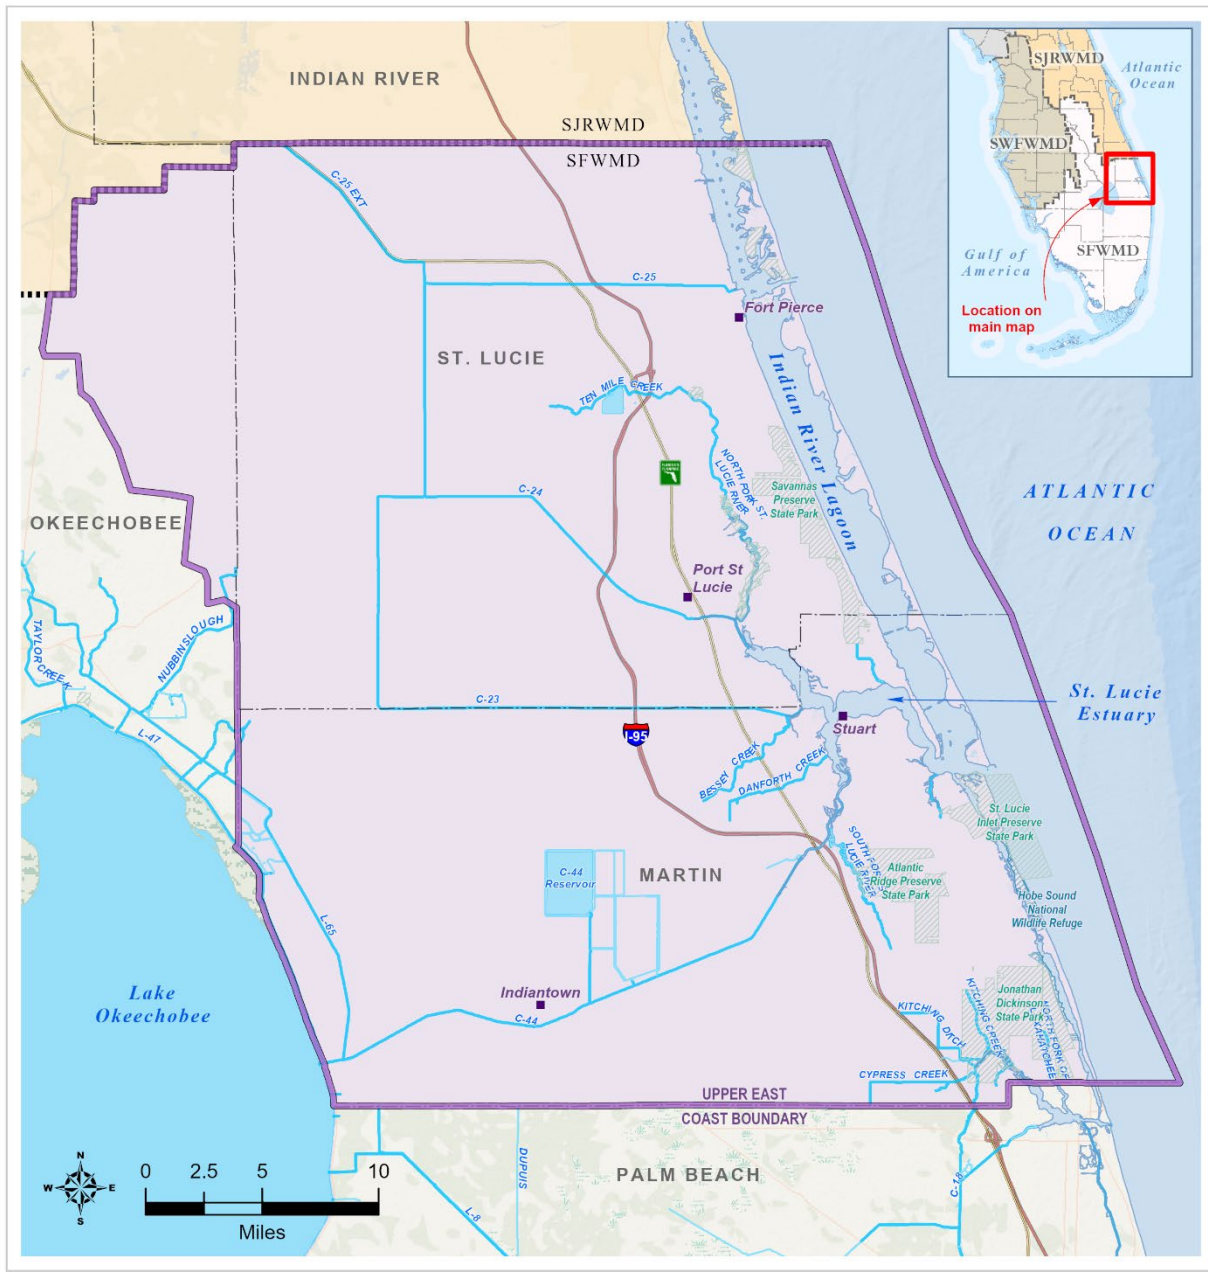 INDIAN RIVER
SJRWMD
SFWMD
C-25 EXT
C-25
Fort Pierce
ST. LUCIE
TEN MILE CREEK
Indian River Lagoon
NORTH FORK ST.
LUCIE RIVER
Savannas
Preserve
State Park
C-24
OKEECHOBEE
ATLANTIC
OCEAN
Port St
Lucie
TAYLOR CREEK
NUBBINSLOUGH
L-47
C-23
I-95
St. Lucie
Estuary
Stuart
BESSEY CREEK
DANFORTH CREEK
St. Lucie
Inlet Preserve
State Park
SOUTH FORK ST.
LUCIE RIVER
Atlantic
Ridge Preserve
State Park
MARTIN
C-44
Reservoir
Hobe Sound
National
Wildlife Refuge
L-65
Lake
Okeechobee
Indiantown
C-44
Jonathan
Dickinson
State Park
KITCHING DITCH
KITCHING CREEK
NORTH FORK OF
LOXAHATCHEE
CYPRESS CREEK
UPPER EAST
COAST BOUNDARY
PALM BEACH
DUPUIS
L-8
C-18
N
W E
S
0 2.5 5 10
Miles
SJRWMD
Atlantic
Ocean
SWFWMD
SFWMD
Gulf of
America
Location on
main map